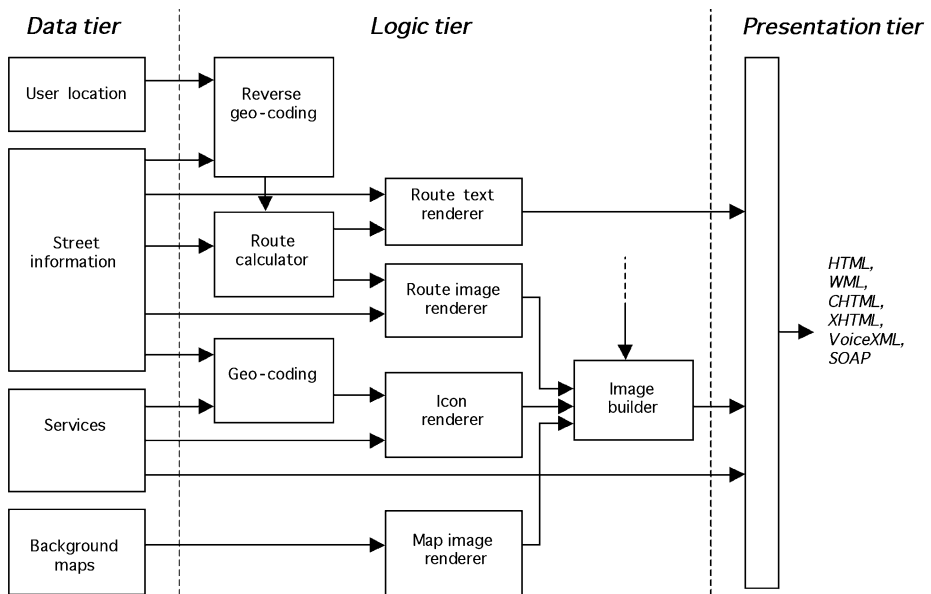 Data tier
Logic tier
Presentation tier
User location
Reverse
geo-coding
Street
information
Route text
renderer
Route
calculator
Route image
renderer
HTML,
WML,
CHTML,
XHTML,
VoiceXML,
SOAP
Geo-coding
Services
Icon
renderer
Image
builder
Background
maps
Map image
renderer